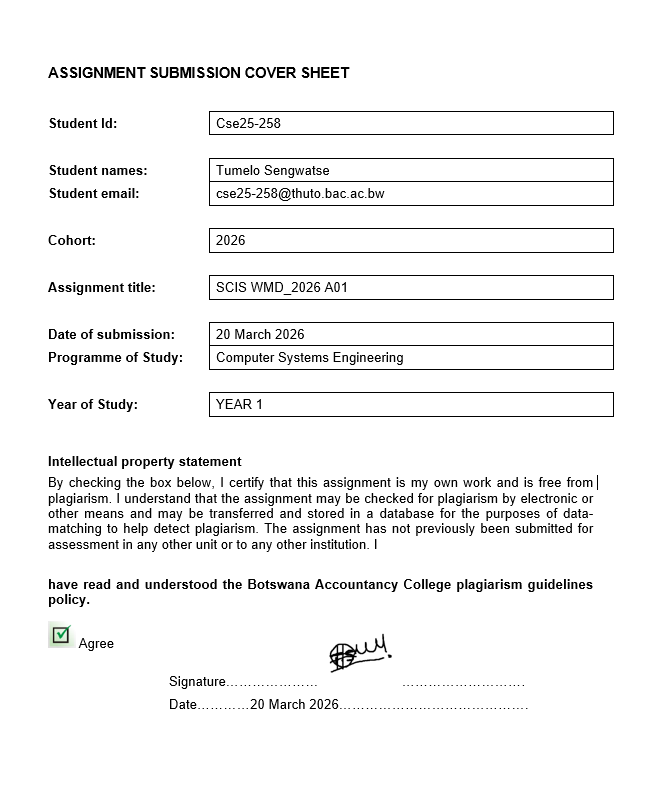 ASSIGNMENT SUBMISSION COVER SHEET
Student Id: Cse25-258
Student names: Tumelo Sengwatse
Student email: cse25-258@thuto.bac.ac.bw
Cohort: 2026
Assignment title: SCIS WMD_2026 A01
Date of submission: 20 March 2026
Programme of Study: Computer Systems Engineering
Year of Study: YEAR 1
Intellectual property statement
By checking the box below, I certify that this assignment is my own work and is free from
plagiarism. I understand that the assignment may be checked for plagiarism by electronic or
other means and may be transferred and stored in a database for the purposes of data-
matching to help detect plagiarism. The assignment has not previously been submitted for
assessment in any other unit or to any other institution. I
have read and understood the Botswana Accountancy College plagiarism guidelines
policy.
Agree
Signature………………… ……………………….
Date…………20 March 2026…………………………………….